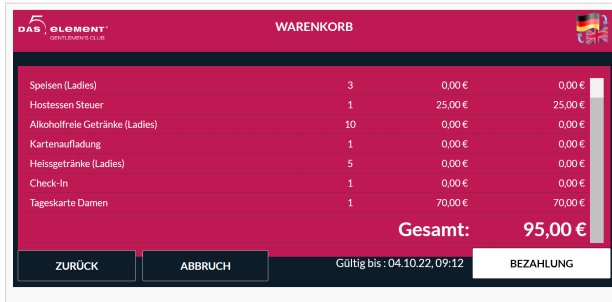 5
DAS ELEMENT
GENTLEMEN'S CLUB
WARENKORB
Speisen (Ladies) 3 0,00 € 0,00 €
Hostessen Steuer 1 25,00 € 25,00 €
Alkoholfreie Getränke (Ladies) 10 0,00 € 0,00 €
Kartenaufladung 1 0,00 € 0,00 €
Heissgetränke (Ladies) 5 0,00 € 0,00 €
Check-In 1 0,00 € 0,00 €
Tageskarte Damen 1 70,00 € 70,00 €
Gesamt: 95,00 €
ZURÜCK ABBRUCH Gültig bis : 04.10.22, 09:12 BEZAHLUNG